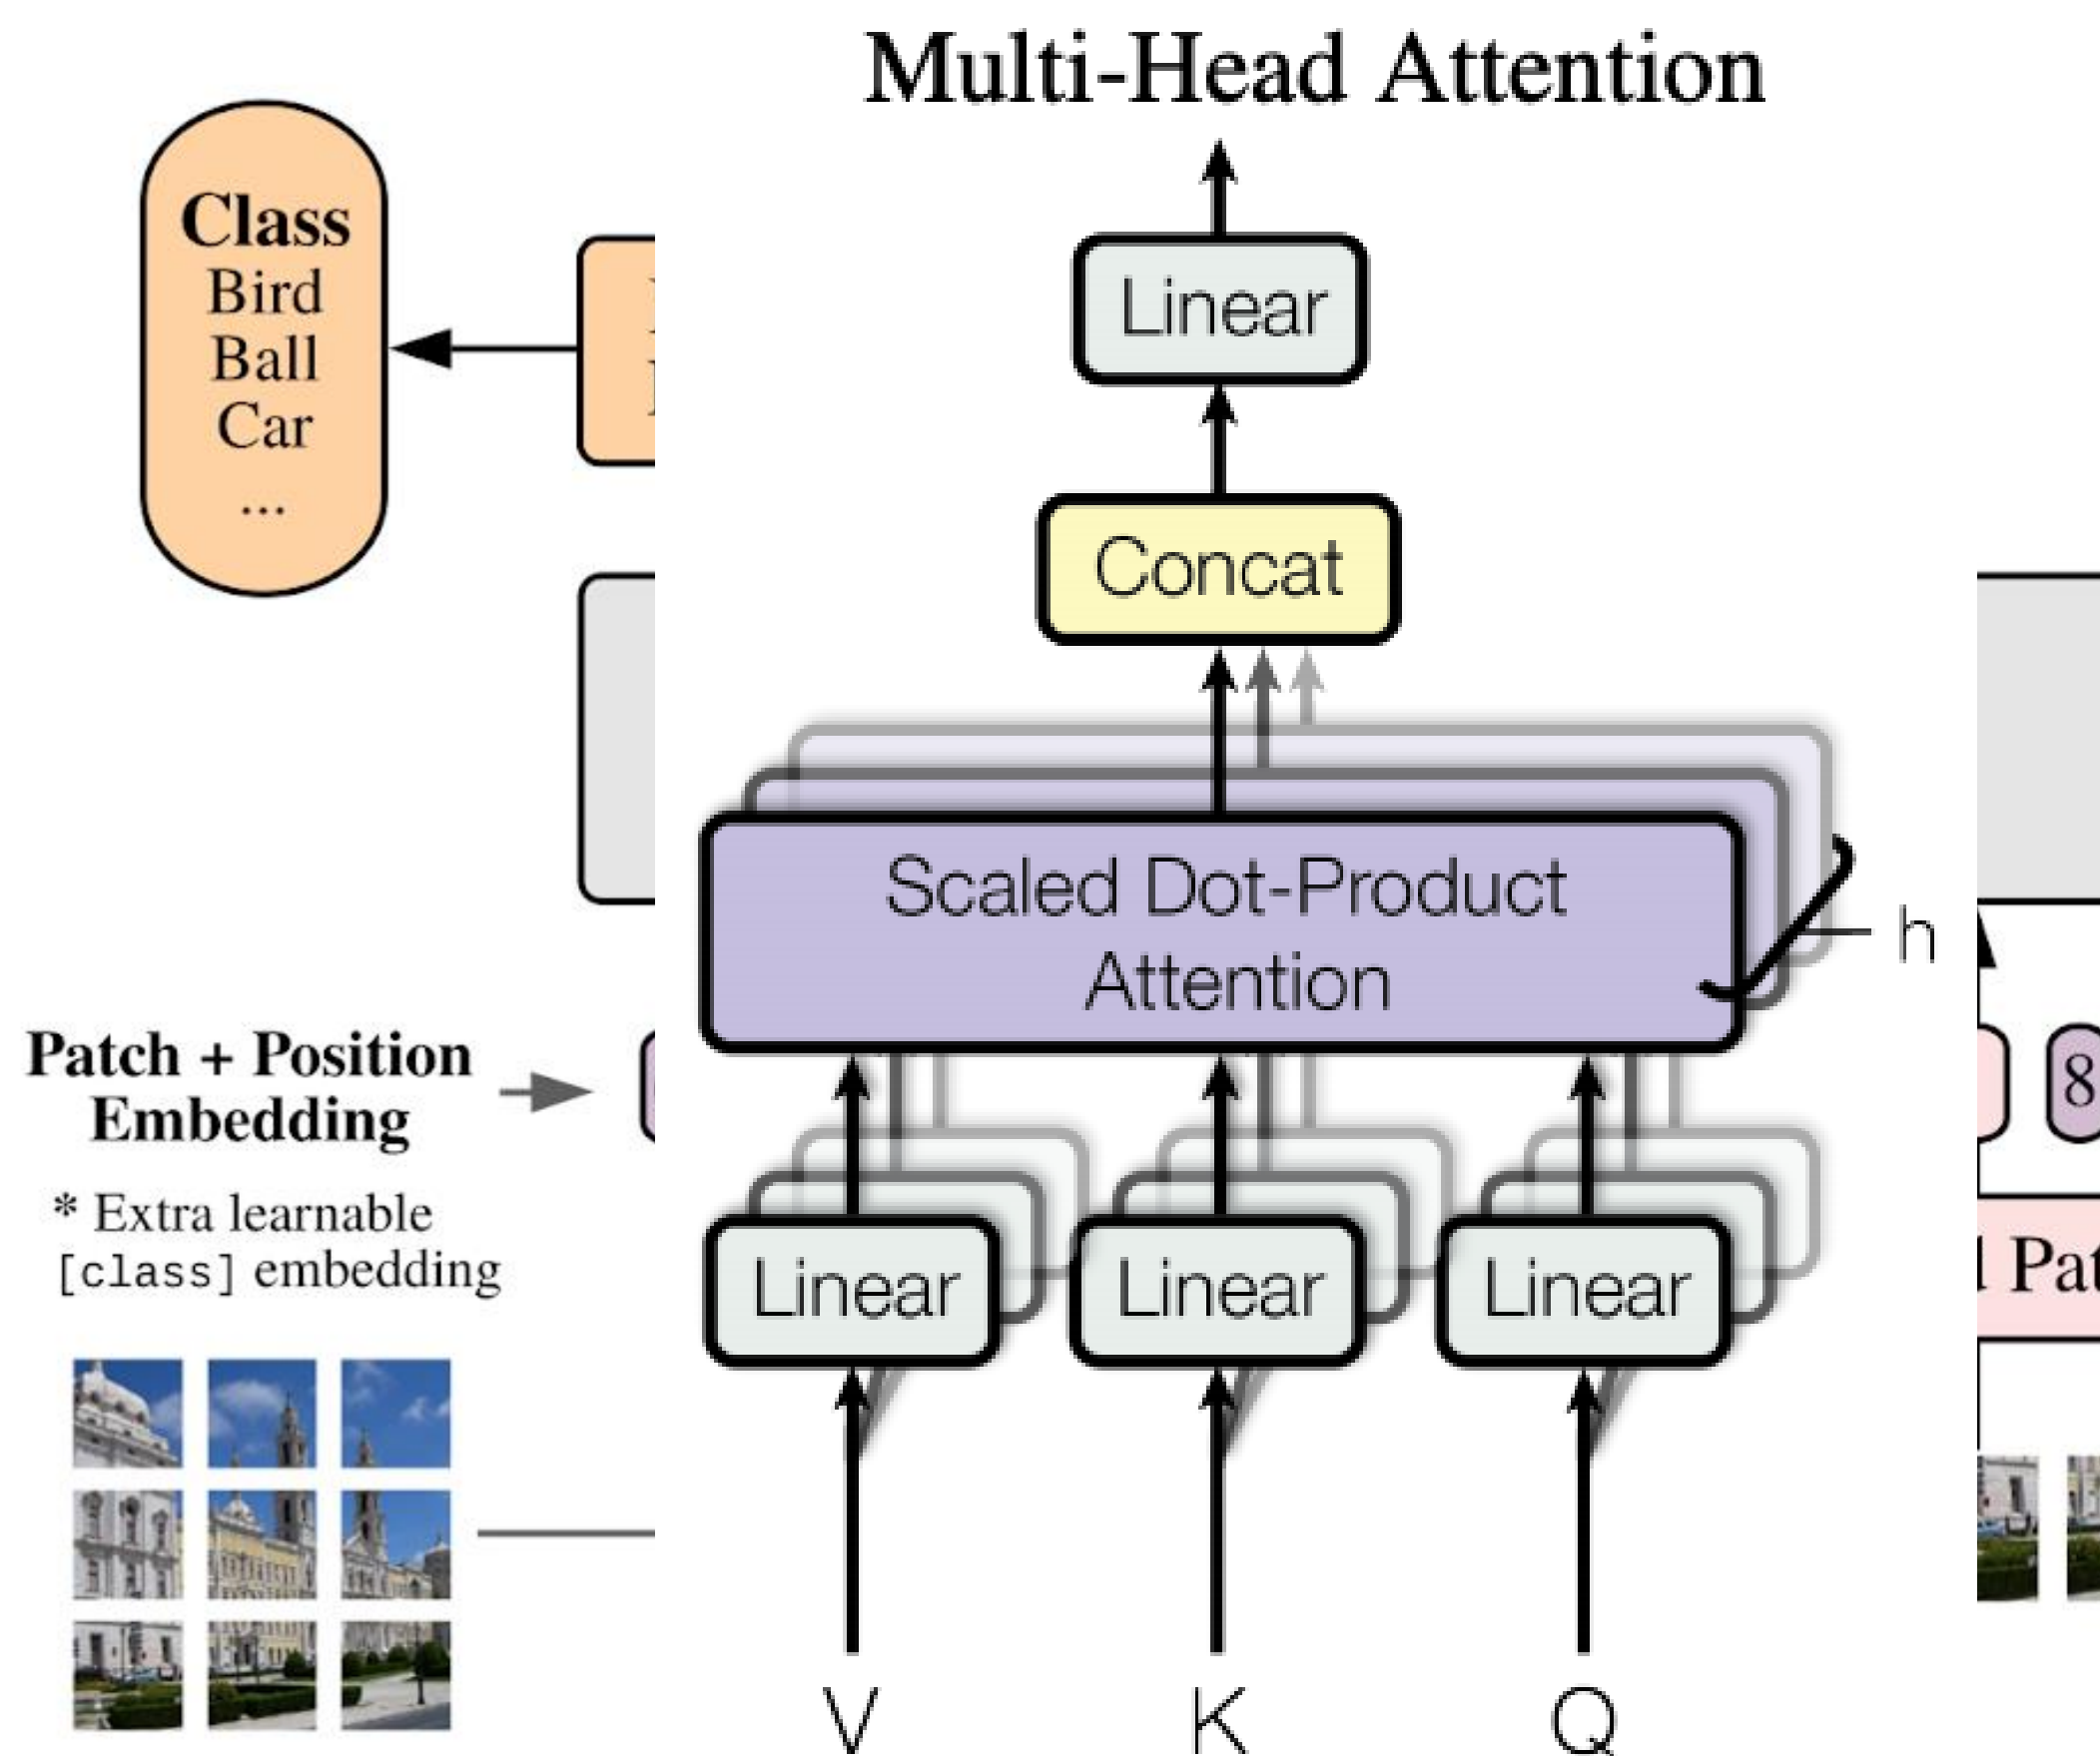 Multi-Head Attention
Class
Bird
Ball
Car
...
Linear
Concat
Scaled Dot-Product
Attention
h
Patch + Position
Embedding
* Extra learnable
[class] embedding
8
Linear
Linear
Linear
V
K
Q